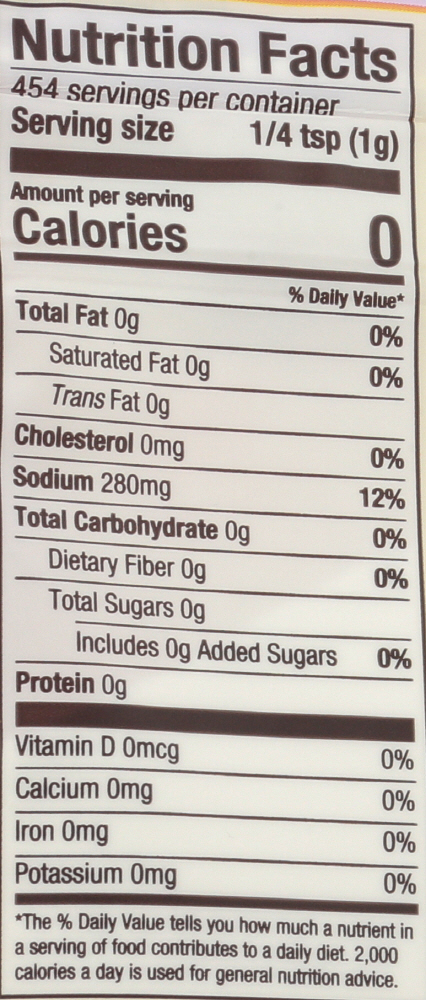 Nutrition Facts
454 servings per container
Serving size 1/4 tsp (1g)
Amount per serving
Calories 0
% Daily Value*
Total Fat 0g 0%
Saturated Fat 0g 0%
Trans Fat 0g
Cholesterol 0mg 0%
Sodium 280mg 12%
Total Carbohydrate 0g 0%
Dietary Fiber 0g 0%
Total Sugars 0g
Includes 0g Added Sugars 0%
Protein 0g
Vitamin D 0mcg 0%
Calcium 0mg 0%
Iron 0mg 0%
Potassium 0mg 0%
*The % Daily Value tells you how much a nutrient in
a serving of food contributes to a daily diet. 2,000
calories a day is used for general nutrition advice.